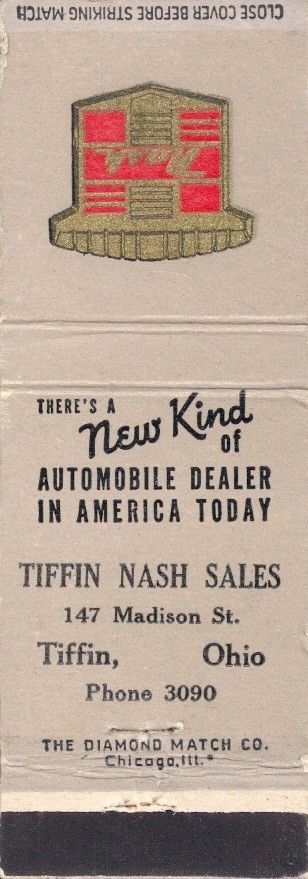 CLOSE COVER BEFORE STRIKING MATCH
Nash
THERE'S A
New Kind
of
AUTOMOBILE DEALER
IN AMERICA TODAY
TIFFIN NASH SALES
147 Madison St.
Tiffin, Ohio
Phone 3090
THE DIAMOND MATCH CO.
Chicago, Ill.*